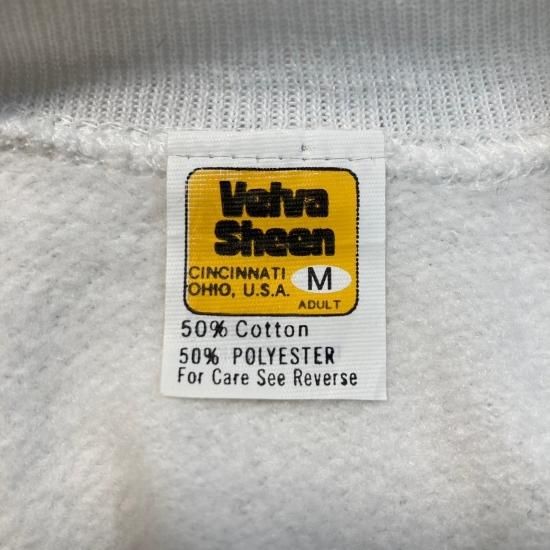 Velva
Sheen
CINCINNATI
OHIO, U.S.A.
M
ADULT
50% Cotton
50% POLYESTER
For Care See Reverse